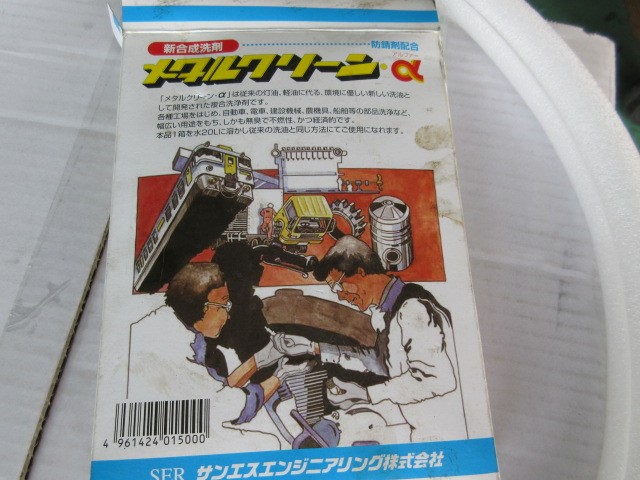 新合成洗剤
防錆剤配合
メタルクリーン・α
アルファー
「メタルクリーン-α」は従来の灯油、軽油に代る、環境に優しい新しい洗油と
して開発された複合洗浄剤です。
各種工場をはじめ、自動車、電車、建設機械、農機具、船舶等の部品洗浄など、
幅広い用途をもち、しかも無臭で不燃性、かつ経済的です。
本品1箱を水20Lに溶かし従来の洗油と同じ方法にてご使用になれます。
4 961424 015000
SER サンエスエンジニアリング株式会社